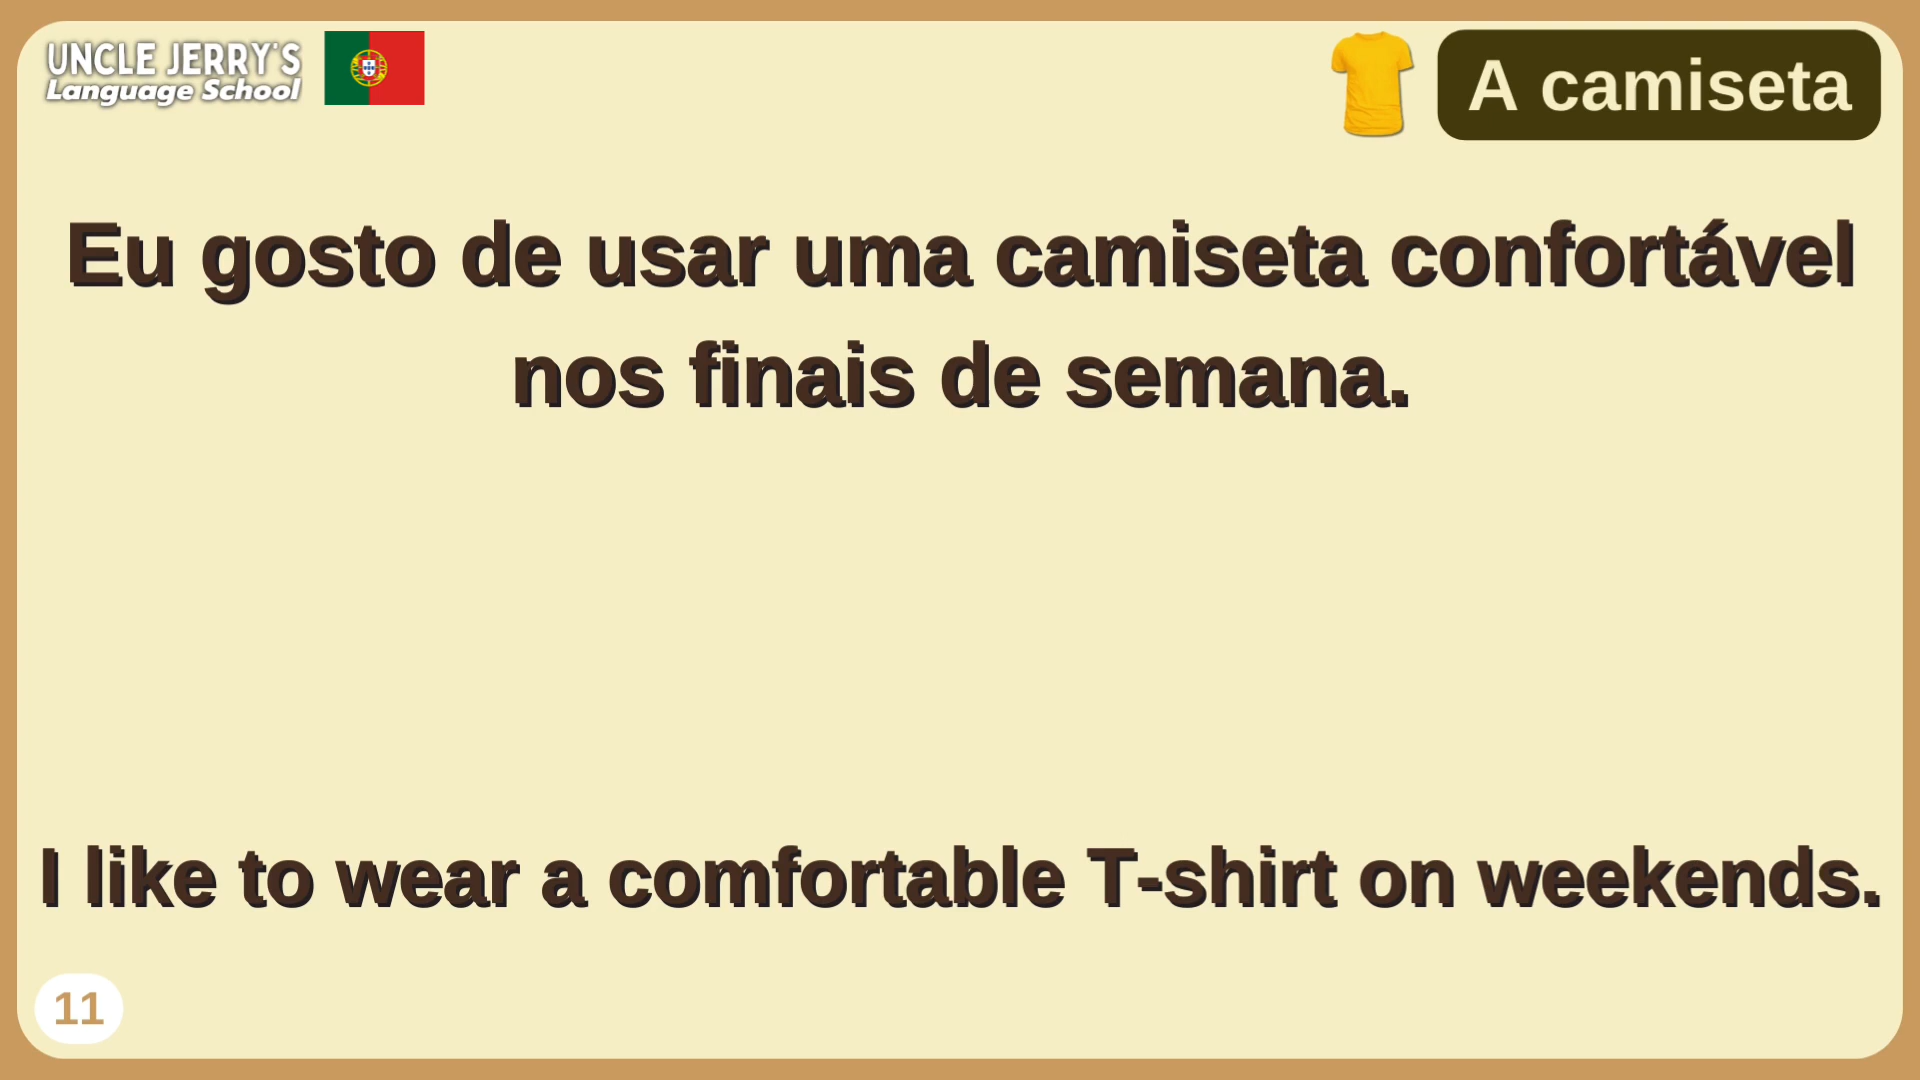 UNCLE JERRY'S
Language School
A camiseta
Eu gosto de usar uma camiseta confortável
nos finais de semana.
I like to wear a comfortable T-shirt on weekends.
11